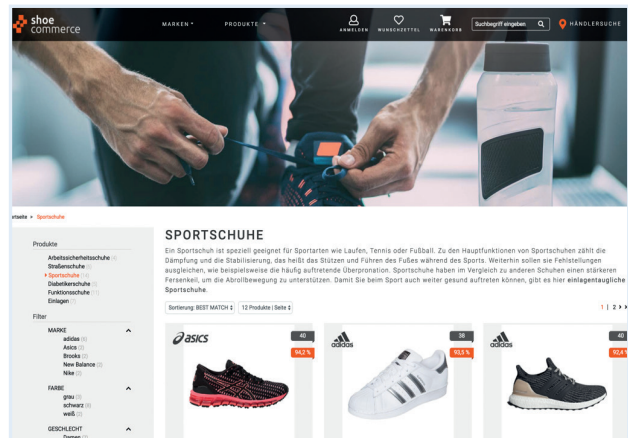 shoe
commerce
MARKEN
PRODUKTE
ANMELDEN
WUNSCHZETTEL
WARENKORB
Suchbegriff eingeben
HÄNDLERSUCHE
rtseite » Sportschuhe
Produkte
Arbeitssicherheitsschuhe
Straßenschuhe
Sportschuhe
Diabetikerschuhe
Funktionsschuhe
Einlagen
Filter
MARKE
adidas
Asics
Brooks
New Balance
Nike
FARBE
grau
schwarz
weiß
GESCHLECHT
Damen
SPORTSCHUHE
Ein Sportschuh ist speziell geeignet für Sportarten wie Laufen, Tennis oder Fußball. Zu den Hauptfunktionen von Sportschuhen zählt die
Dämpfung und die Stabilisierung, das heißt das Stützen und Führen des Fußes während des Sports. Weiterhin sollen sie Fehlstellungen
ausgleichen, wie beispielsweise die häufig auftretende Überpronation. Sportschuhe haben im Vergleich zu anderen Schuhen einen stärkeren
Fersenkeil, um die Abrollbewegung zu unterstützen. Damit Sie beim Sport auch weiter gesund auftreten können, gibt es hier einlagentaugliche
Sportschuhe.
Sortierung: BEST MATCH
12 Produkte | Seite
1 | 2
asics
40
94,2 %
adidas
38
93,5 %
adidas
40
92,4 %